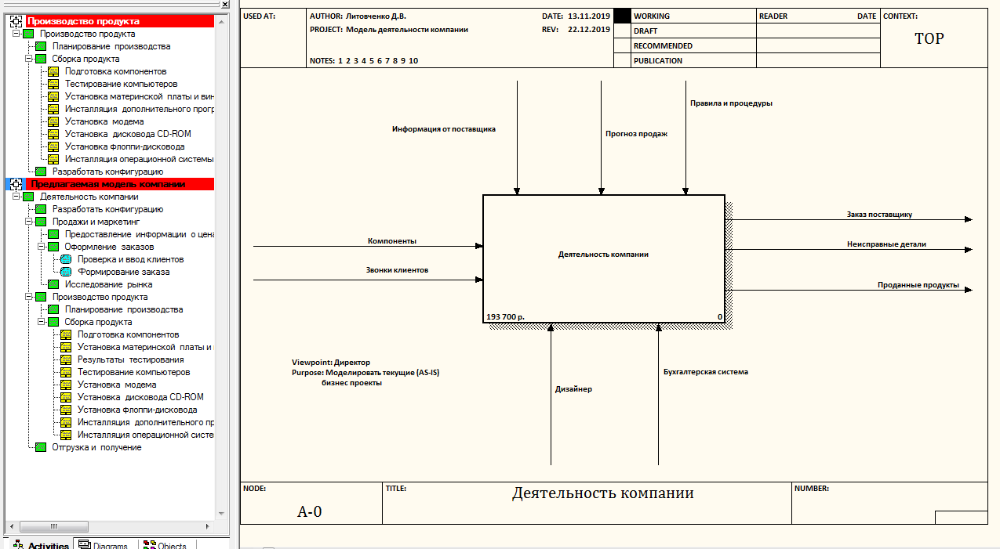 Производство продукта
Производство продукта
Планирование производства
Сборка продукта
Подготовка компонентов
Тестирование компьютеров
Установка материнской платы и вин
Инсталляция дополнительного прогр
Установка модема
Установка дисковода CD-ROM
Установка флоппи-дисковода
Инсталляция операционной системы
Разработать конфигурацию
Предлагаемая модель компании
Деятельность компании
Разработать конфигурацию
Продажи и маркетинг
Предоставление информации о цена
Оформление заказов
Проверка и ввод клиентов
Формирование заказа
Исследование рынка
Производство продукта
Планирование производства
Сборка продукта
Подготовка компонентов
Установка материнской платы и
Результаты тестирования
Тестирование компьютеров
Установка модема
Установка дисковода CD-ROM
Установка флоппи-дисковода
Инсталляция дополнительного пр
Инсталляция операционной систе
Отгрузка и получение
Activities Diagrams Objects
USED AT:
AUTHOR: Литовченко Д.В.
DATE: 13.11.2019
PROJECT: Модель деятельности компании
REV: 22.12.2019
NOTES: 1 2 3 4 5 6 7 8 9 10
WORKING
DRAFT
RECOMMENDED
PUBLICATION
READER
DATE
CONTEXT:
TOP
Правила и процедуры
Информация от поставщика
Прогноз продаж
Заказ поставщику
Компоненты
Неисправные детали
Деятельность компании
Звонки клиентов
Проданные продукты
193 700 р.
0
Viewpoint: Директор
Purpose: Моделировать текущие (AS-IS)
бизнес проекты
Бухгалтерская система
Дизайнер
NODE:
A-0
TITLE:
Деятельность компании
NUMBER: